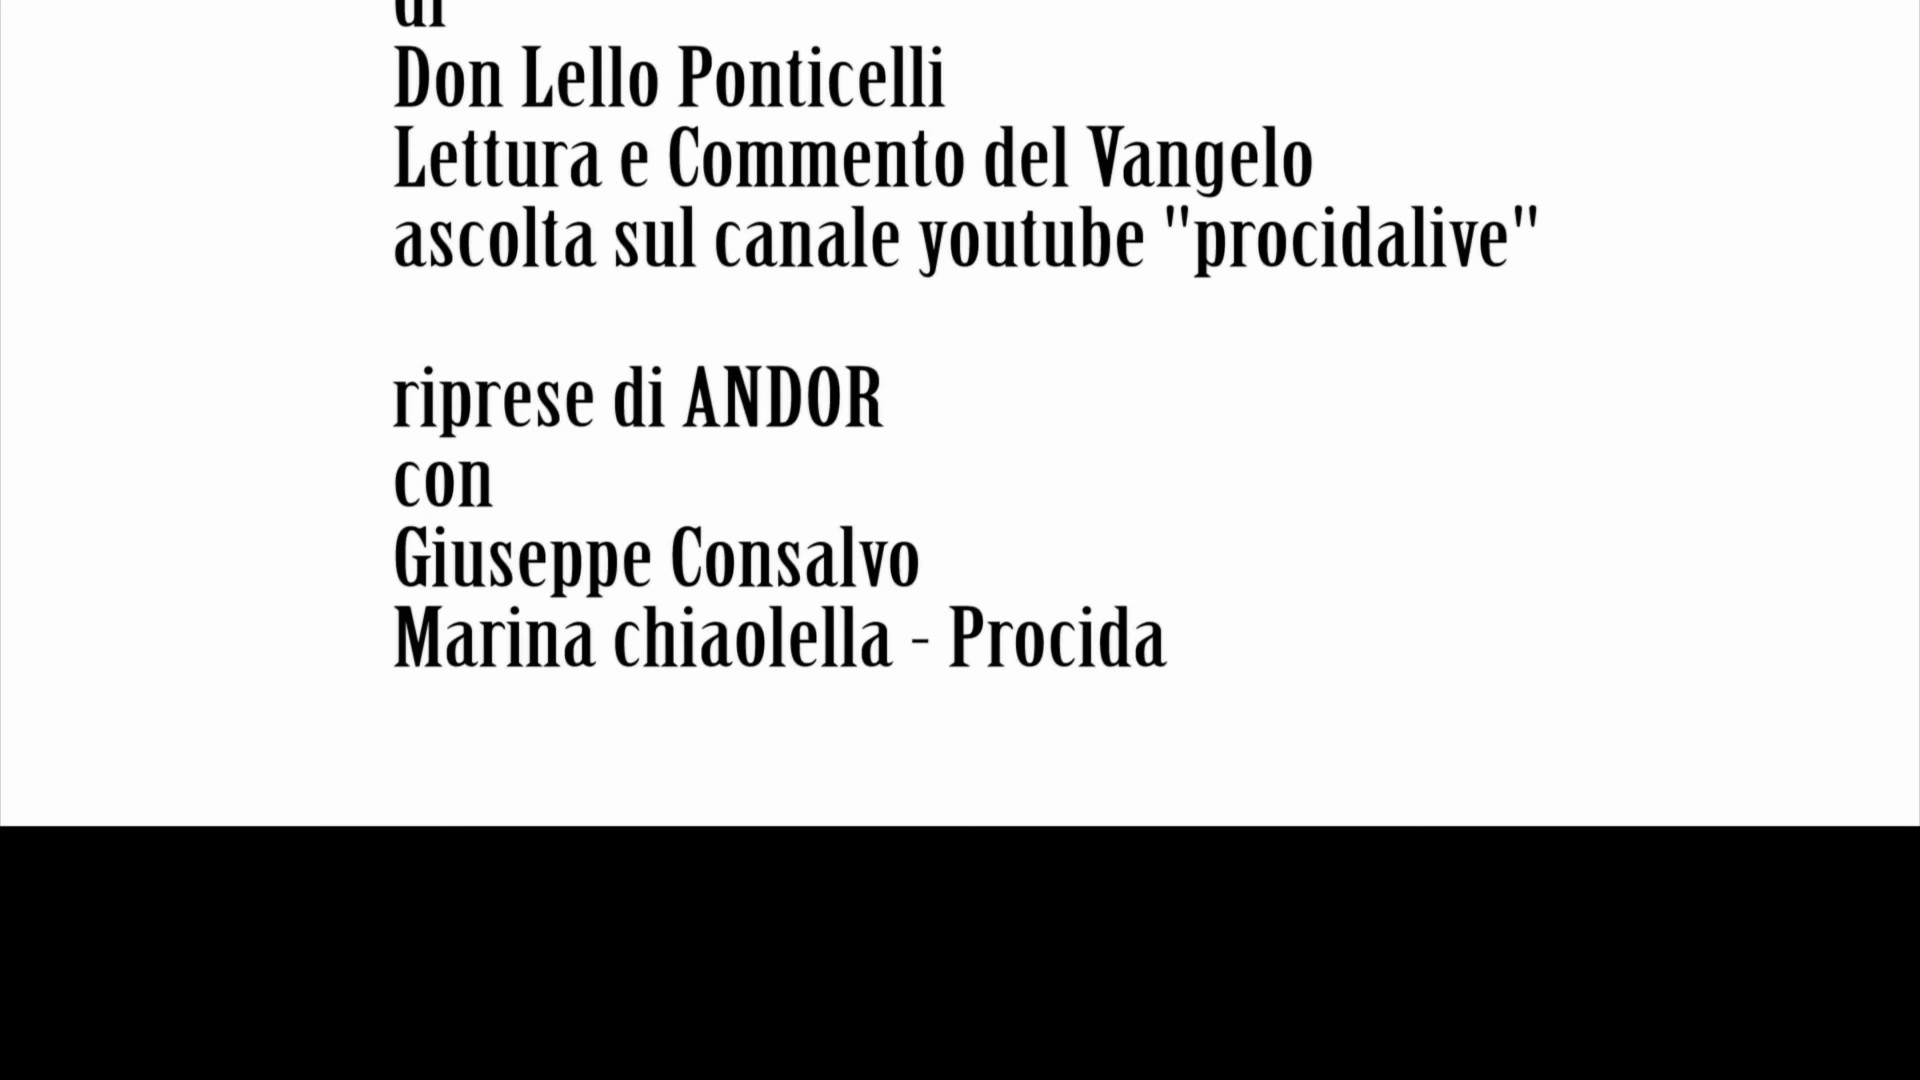 di
Don Lello Ponticelli
Lettura e Commento del Vangelo
ascolta sul canale youtube "procidalive"
riprese di ANDOR
con
Giuseppe Consalvo
Marina chiaolella - Procida